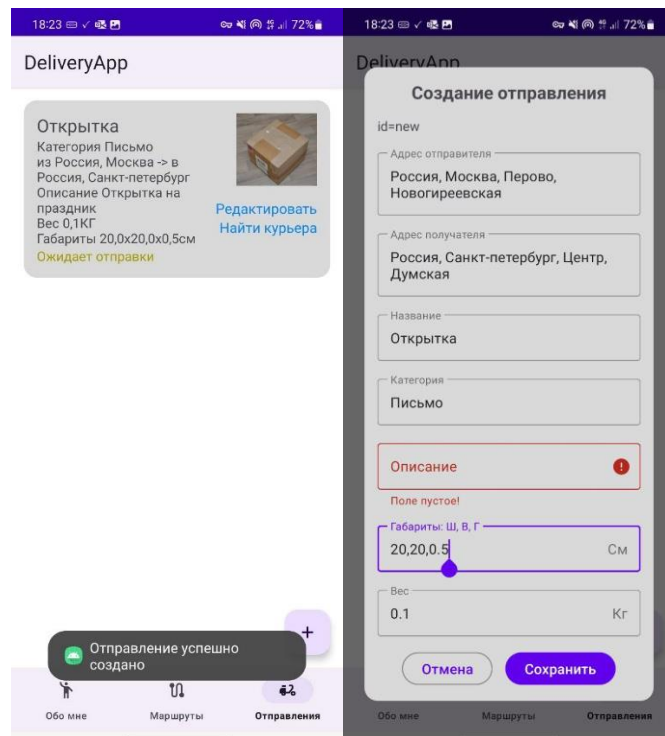 18:23
72%
DeliveryApp
Открытка
Категория Письмо
из Россия, Москва -> в
Россия, Санкт-петербург
Описание Открытка на
праздник
Вес 0,1КГ
Габариты 20,0x20,0x0,5см
Ожидает отправки
Редактировать
Найти курьера
+
Отправление успешно
создано
Обо мне
Маршруты
Отправления
18:23
72%
DeliveryApp
Создание отправления
id=new
Адрес отправителя
Россия, Москва, Перово,
Новогиреевская
Адрес получателя
Россия, Санкт-петербург, Центр,
Думская
Название
Открытка
Категория
Письмо
Описание
Поле пустое!
Габариты: Ш, В, Г
20,20,0.5 См
Вес
0.1 Кг
Отмена
Сохранить
Обо мне
Маршруты
Отправления